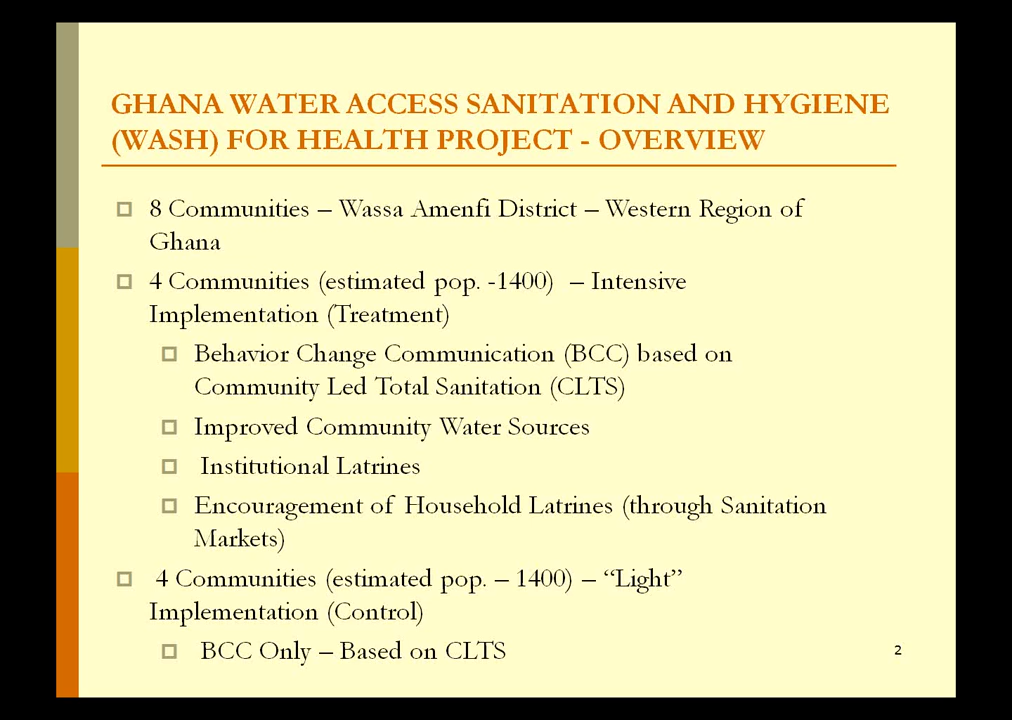 GHANA WATER ACCESS SANITATION AND HYGIENE
(WASH) FOR HEALTH PROJECT - OVERVIEW
8 Communities – Wassa Amenfi District – Western Region of
Ghana
4 Communities (estimated pop. -1400) – Intensive
Implementation (Treatment)
Behavior Change Communication (BCC) based on
Community Led Total Sanitation (CLTS)
Improved Community Water Sources
Institutional Latrines
Encouragement of Household Latrines (through Sanitation
Markets)
4 Communities (estimated pop. – 1400) – “Light”
Implementation (Control)
BCC Only – Based on CLTS
2